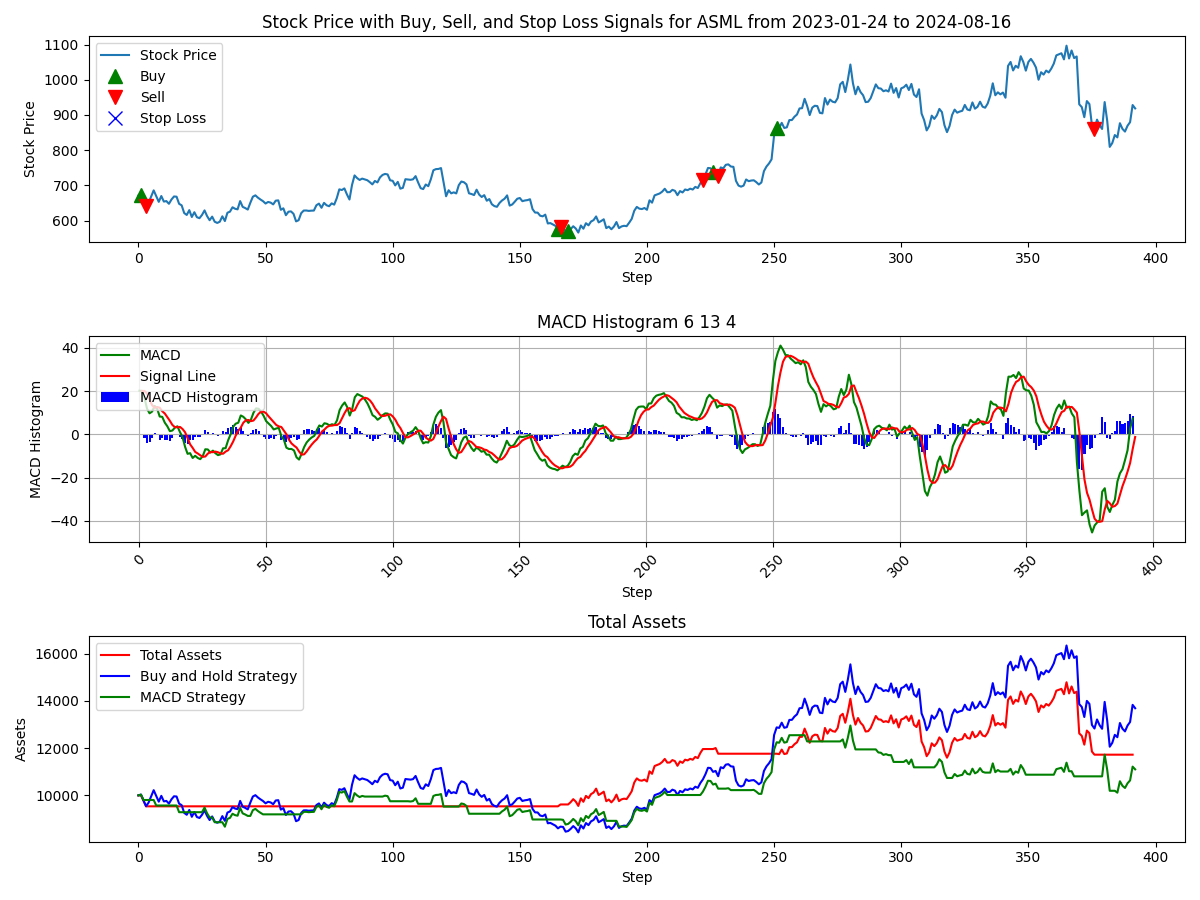 Stock Price with Buy, Sell, and Stop Loss Signals for ASML from 2023-01-24 to 2024-08-16
Stock Price
1100
1000
900
800
700
600
Stock Price
Buy
Sell
Stop Loss
0 50 100 150 200 250 300 350 400
Step
MACD Histogram 6 13 4
MACD Histogram
40
20
0
−20
−40
MACD
Signal Line
MACD Histogram
0 50 100 150 200 250 300 350 400
Step
Total Assets
Assets
16000
14000
12000
10000
Total Assets
Buy and Hold Strategy
MACD Strategy
0 50 100 150 200 250 300 350 400
Step